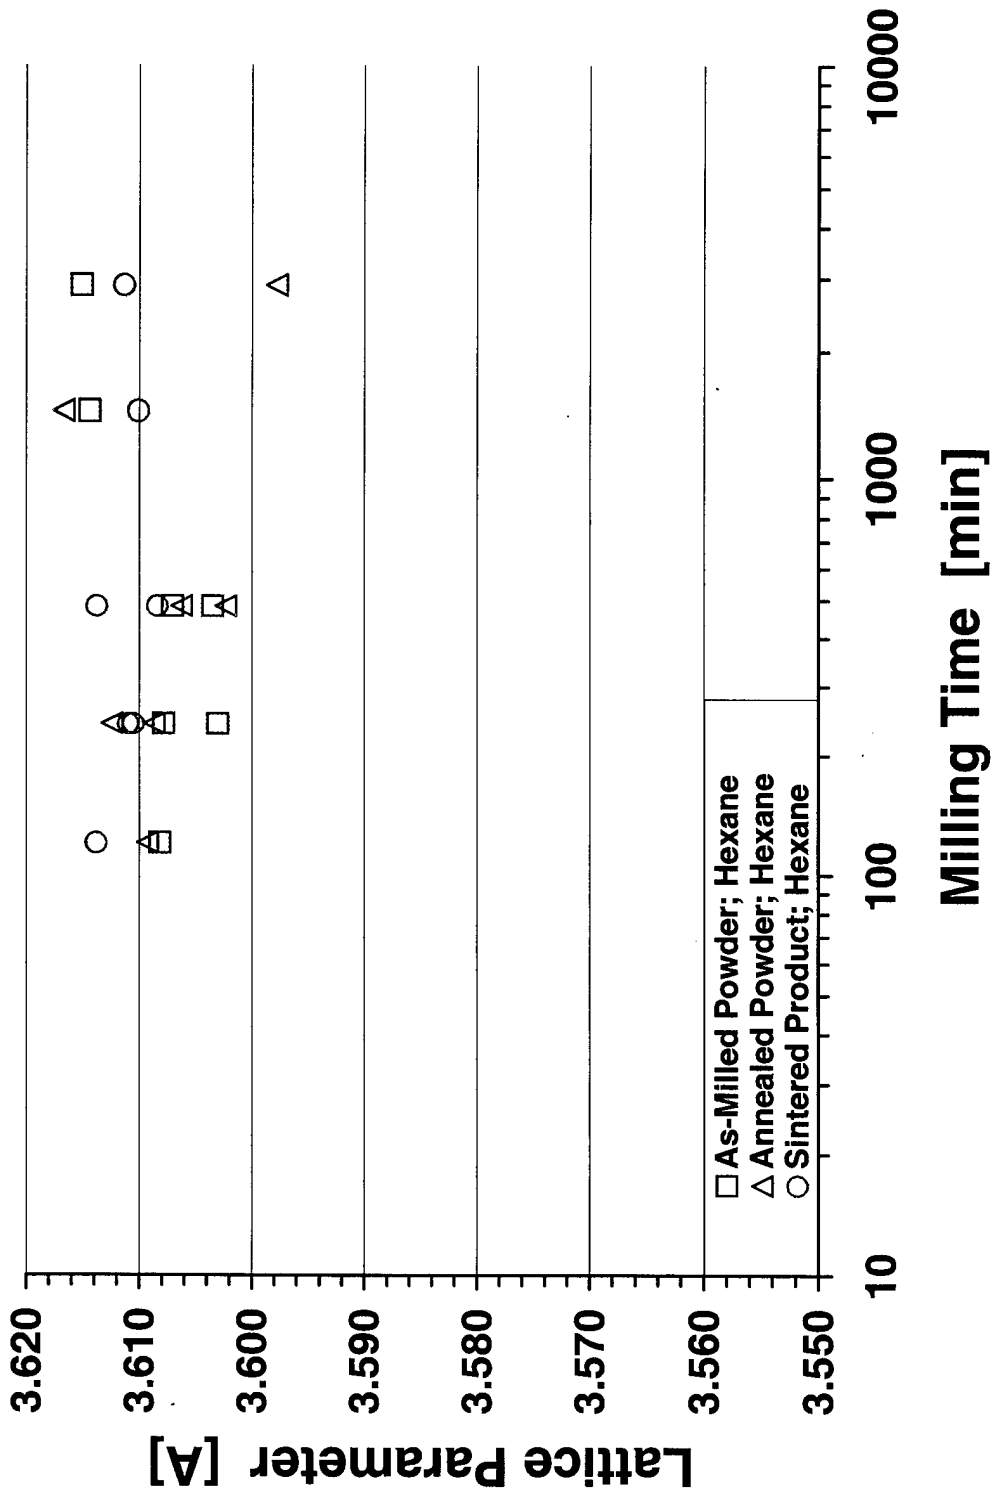 Lattice Parameter [A]
3.620
3.610
3.600
3.590
3.580
3.570
3.560
3.550
As-Milled Powder; Hexane
Annealed Powder; Hexane
Sintered Product; Hexane
10
100
1000
10000
Milling Time [min]